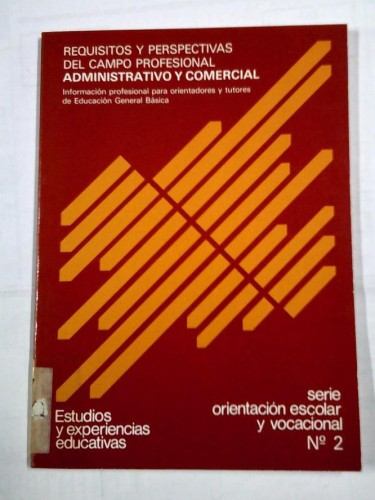 REQUISITOS Y PERSPECTIVAS
DEL CAMPO PROFESIONAL
ADMINISTRATIVO Y COMERCIAL
Información profesional para orientadores y tutores
de Educación General Básica
Estudios
y experiencias
educativas
serie
orientación escolar
y vocacional
Nº 2